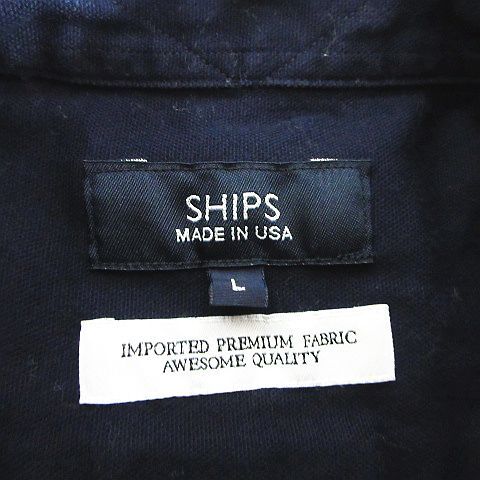 SHIPS
MADE IN USA
L
IMPORTED PREMIUM FABRIC
AWESOME QUALITY